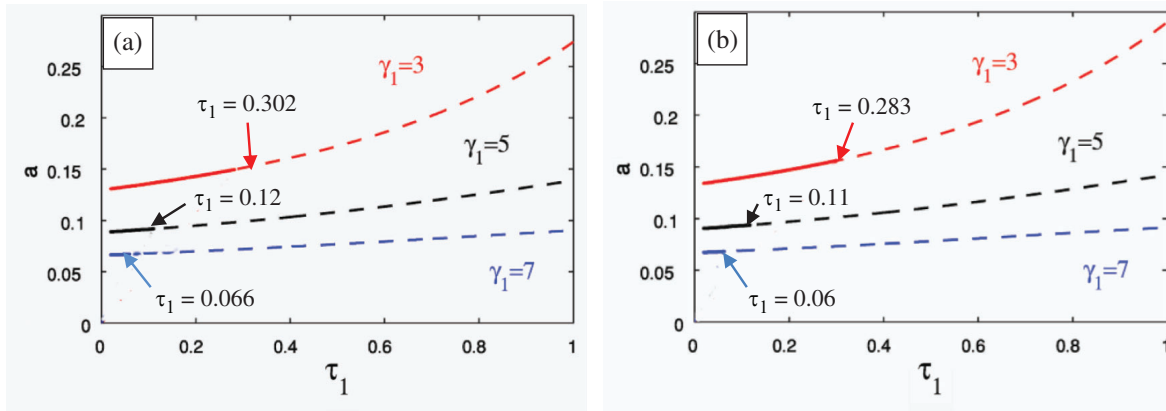 (a)
0.25
0.2
0.15
0.1
0.05
0
a
γ₁=3
τ₁ = 0.302
γ₁=5
τ₁ = 0.12
γ₁=7
τ₁ = 0.066
0 0.2 0.4 0.6 0.8 1
τ₁
(b)
0.25
0.2
0.15
0.1
0.05
0
a
γ₁=3
τ₁ = 0.283
γ₁=5
τ₁ = 0.11
γ₁=7
τ₁ = 0.06
0 0.2 0.4 0.6 0.8 1
τ₁